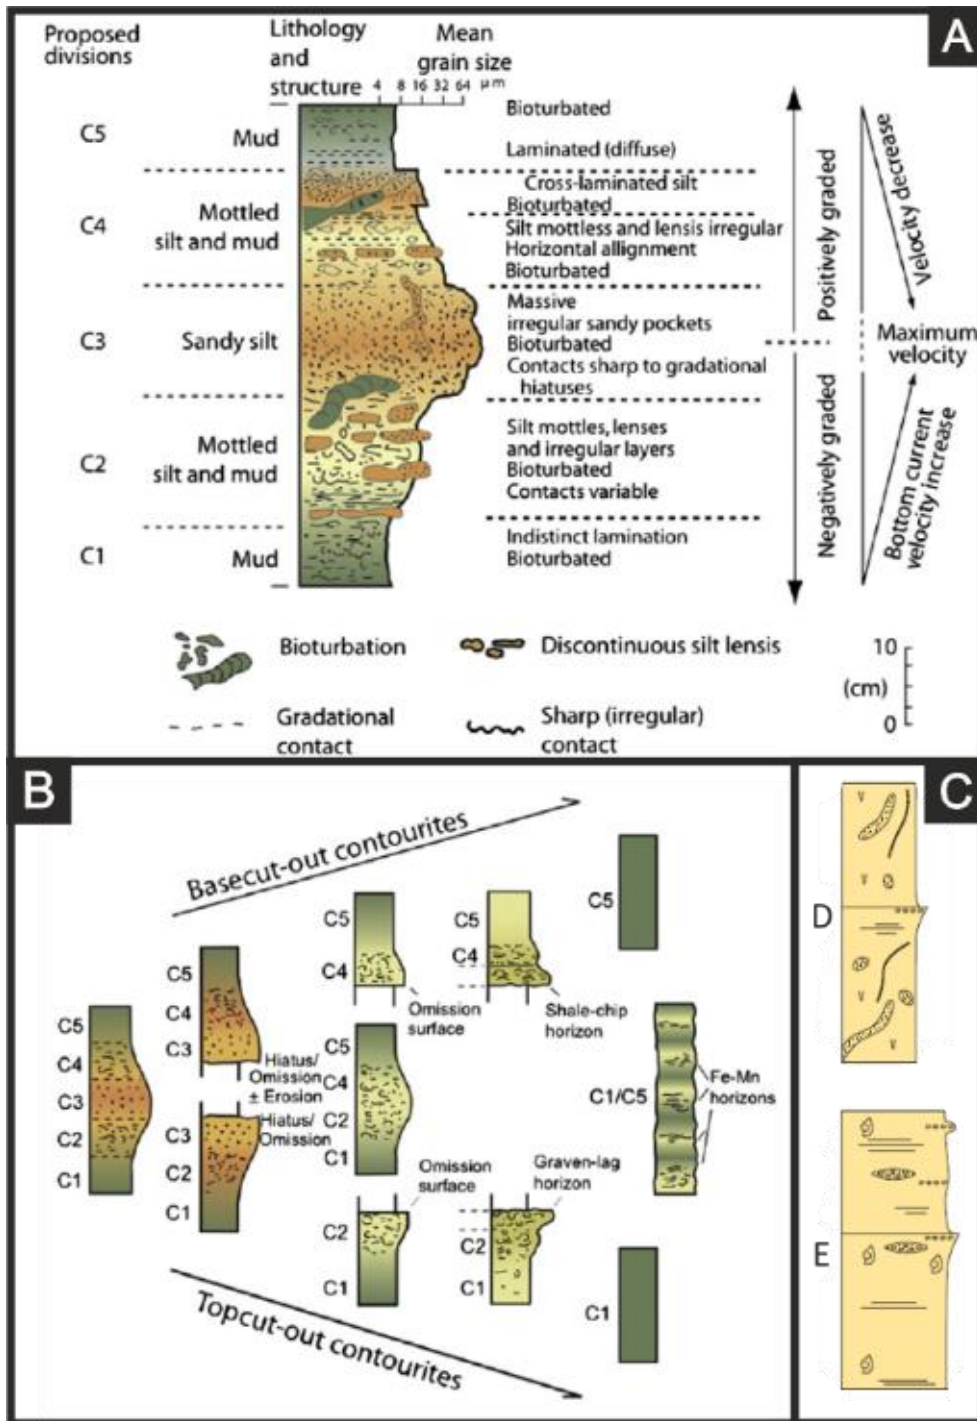 A
Proposed
divisions
Lithology
and
structure
Mean
grain size
4 8 16 32 64 µm
C5
Mud
Bioturbated
Laminated (diffuse)
C4
Mottled
silt and mud
Cross-laminated silt
Bioturbated
Silt mottless and lensis irregular
Horizontal allignment
Bioturbated
C3
Sandy silt
Massive
irregular sandy pockets
Bioturbated
Contacts sharp to gradational
hiatuses
C2
Mottled
silt and mud
Silt mottles, lenses
and irregular layers
Bioturbated
Contacts variable
C1
Mud
Indistinct lamination
Bioturbated
Positively graded
Negatively graded
Velocity decrease
Maximum
velocity
Bottom current
velocity increase
Bioturbation
Discontinuous silt lensis
Gradational
contact
Sharp (irregular)
contact
10
(cm)
0
B
Basecut-out contourites
C5
C4
C3
C2
C1
C5
C4
C3
Hiatus/
Omission
± Erosion
Hiatus/
Omission
C3
C2
C1
C5
C4
Omission
surface
C5
C4
C2
C1
Omission
surface
C2
C1
C5
C4
Shale-chip
horizon
Graven-lag
horizon
C2
C1
C5
C1/C5
Fe-Mn
horizons
C1
Topcut-out contourites
C
D
E